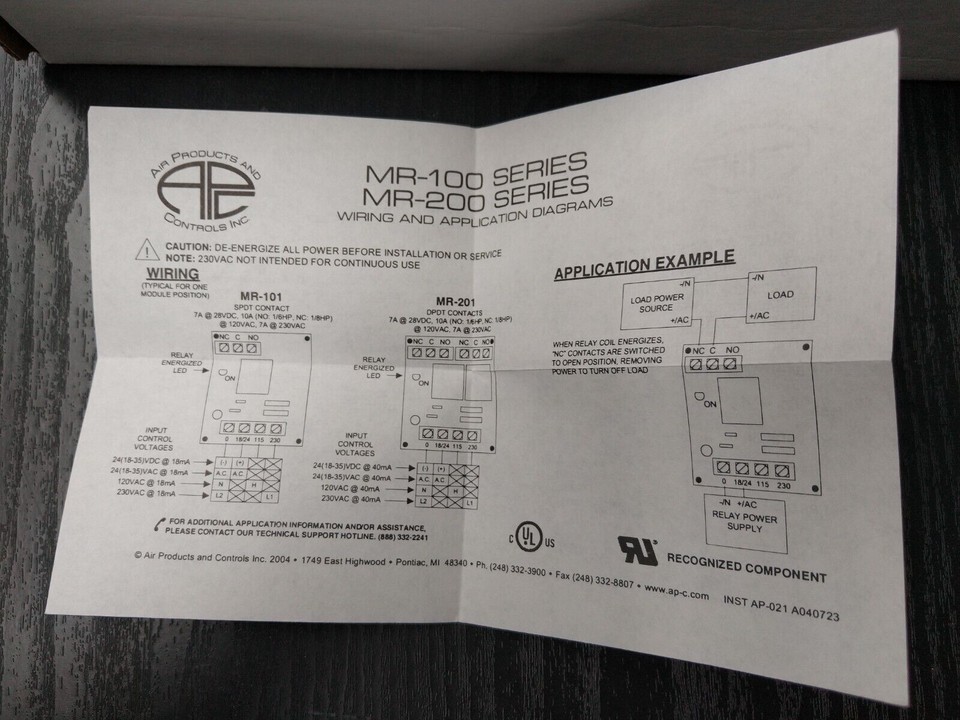 AIR PRODUCTS AND
APC
CONTROLS INC
MR-100 SERIES
MR-200 SERIES
WIRING AND APPLICATION DIAGRAMS
! CAUTION: DE-ENERGIZE ALL POWER BEFORE INSTALLATION OR SERVICE
NOTE: 230VAC NOT INTENDED FOR CONTINUOUS USE
WIRING
(TYPICAL FOR ONE
MODULE POSITION)
MR-101
SPDT CONTACT
7A @ 28VDC, 10A (NO: 1/6HP, NC: 1/8HP)
@ 120VAC, 7A @ 230VAC
NC C NO
RELAY
ENERGIZED
LED
ON
0 18/24 115 230
INPUT
CONTROL
VOLTAGES
24(18-35)VDC @ 18mA (-) (+)
24(18-35)VAC @ 18mA A.C. A.C.
120VAC @ 18mA N H
230VAC @ 18mA L2 L1
MR-201
DPDT CONTACTS
7A @ 28VDC, 10A (NO: 1/6HP, NC: 1/8HP)
@ 120VAC, 7A @ 230VAC
NC C NO NC C NO
RELAY
ENERGIZED
LED
ON
0 18/24 115 230
INPUT
CONTROL
VOLTAGES
24(18-35)VDC @ 40mA (-) (+)
24(18-35)VAC @ 40mA A.C. A.C.
120VAC @ 40mA N H
230VAC @ 40mA L2 L1
APPLICATION EXAMPLE
-/N
LOAD POWER
SOURCE
+/AC
-/N
LOAD
+/AC
WHEN RELAY COIL ENERGIZES,
"NC" CONTACTS ARE SWITCHED
TO OPEN POSITION, REMOVING
POWER TO TURN OFF LOAD
NC C NO
ON
0 18/24 115 230
-/N +/AC
RELAY POWER
SUPPLY
FOR ADDITIONAL APPLICATION INFORMATION AND/OR ASSISTANCE,
PLEASE CONTACT OUR TECHNICAL SUPPORT HOTLINE. (888) 332-2241
C UL US
RU RECOGNIZED COMPONENT
© Air Products and Controls Inc. 2004 • 1749 East Highwood • Pontiac, MI 48340 • Ph. (248) 332-3900 • Fax (248) 332-8807 • www.ap-c.com INST AP-021 A040723